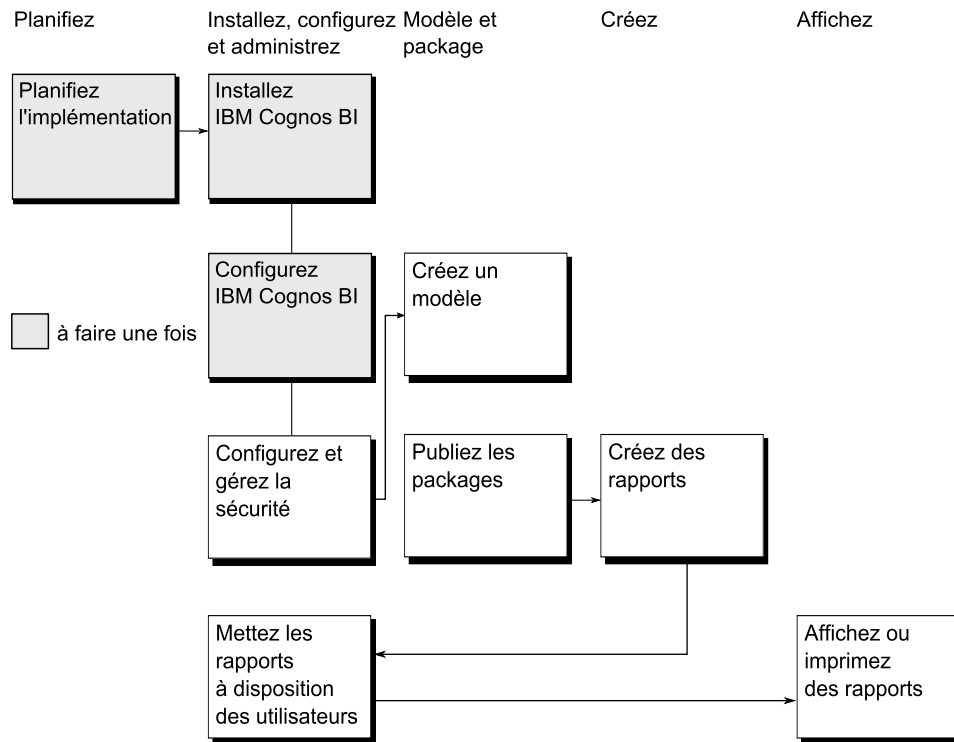 Planifiez
Installez, configurez
et administrez
Modèle et
package
Créez
Affichez
Planifiez
l'implémentation
Installez
IBM Cognos BI
Configurez
IBM Cognos BI
Créez un
modèle
à faire une fois
Configurez et
gérez la
sécurité
Publiez les
packages
Créez des
rapports
Mettez les
rapports
à disposition
des utilisateurs
Affichez ou
imprimez
des rapports